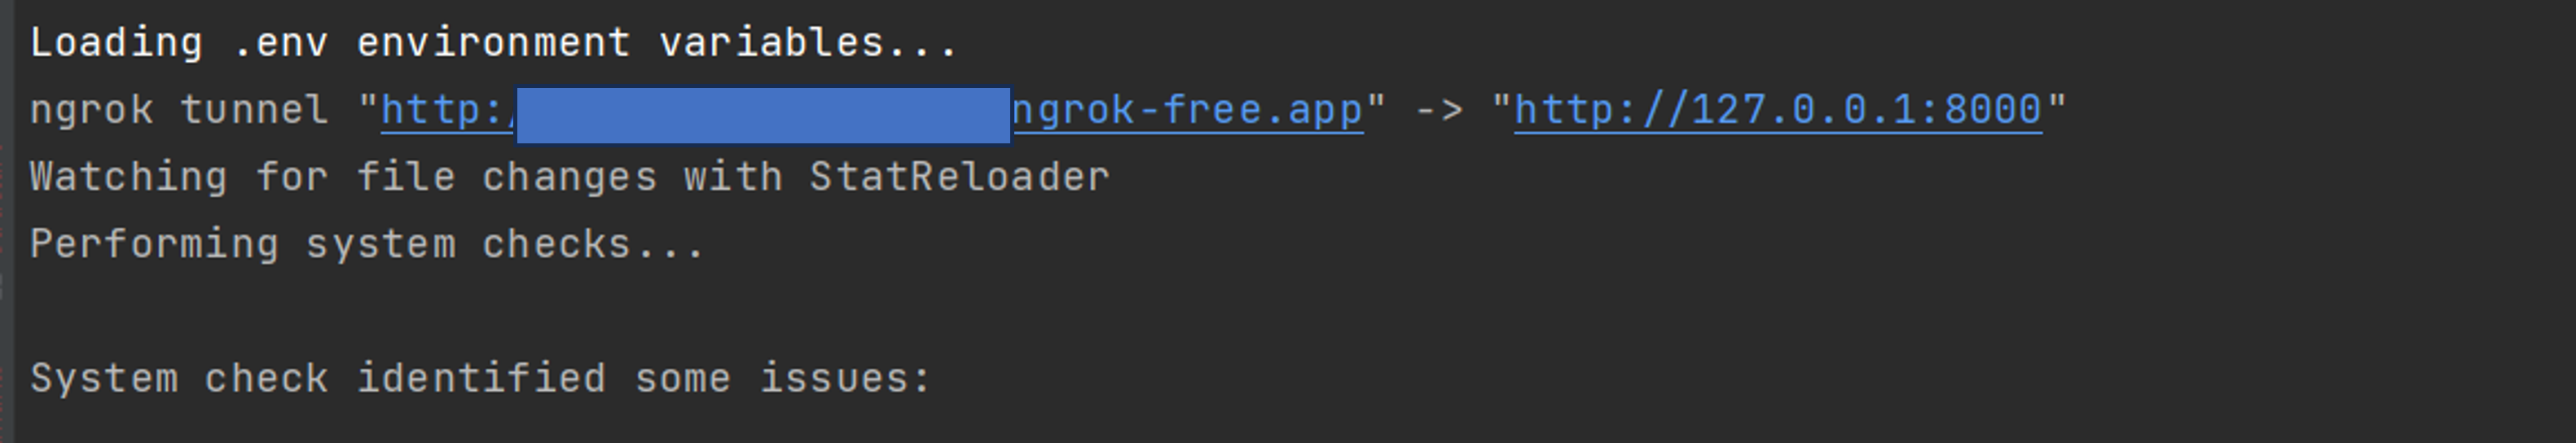 Loading .env environment variables...
ngrok tunnel "http:/ ngrok-free.app" -> "http://127.0.0.1:8000"
Watching for file changes with StatReloader
Performing system checks...
System check identified some issues: